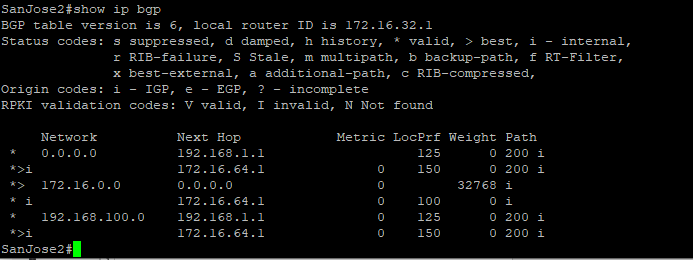 SanJose2#show ip bgp
BGP table version is 6, local router ID is 172.16.32.1
Status codes: s suppressed, d damped, h history, * valid, > best, i - internal,
              r RIB-failure, S Stale, m multipath, b backup-path, f RT-Filter,
              x best-external, a additional-path, c RIB-compressed,
Origin codes: i - IGP, e - EGP, ? - incomplete
RPKI validation codes: V valid, I invalid, N Not found

     Network          Next Hop            Metric LocPrf Weight Path
 *   0.0.0.0          192.168.1.1                   125      0 200 i
 *>i                  172.16.64.1              0    150      0 200 i
 *>  172.16.0.0       0.0.0.0                  0         32768 i
 * i                  172.16.64.1              0    100      0 i
 *   192.168.100.0    192.168.1.1              0    125      0 200 i
 *>i                  172.16.64.1              0    150      0 200 i
SanJose2#